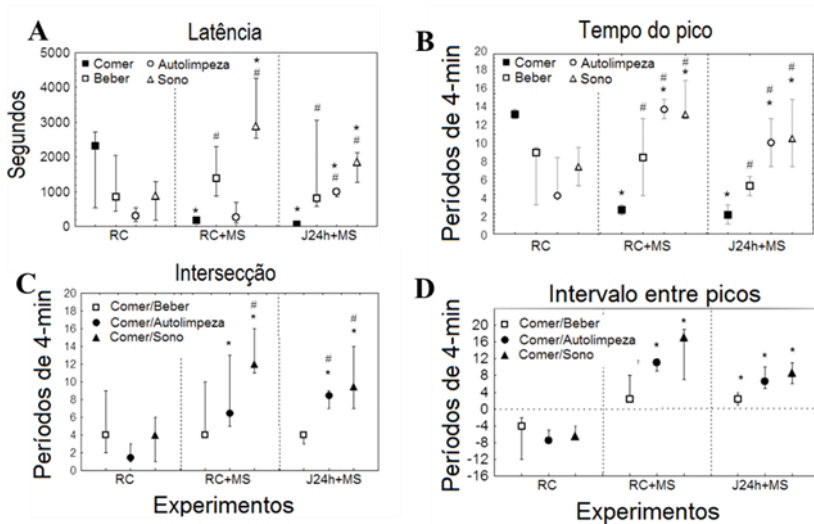 A
Latência
Segundos
5000
4000
3000
2000
1000
0
Comer
Autolimpeza
Beber
Sono
*
#
#
*
#
#
*
#
*
#
*
RC
RC+MS
J24h+MS
B
Tempo do pico
Períodos de 4-min
20
18
16
14
12
10
8
6
4
2
0
Comer
Autolimpeza
Beber
Sono
#
*
#
*
#
*
#
*
#
*
#
*
RC
RC+MS
J24h+MS
C
Intersecção
Períodos de 4-min
20
18
16
14
12
10
8
6
4
2
0
Comer/Beber
Comer/Autolimpeza
Comer/Sono
*
#
*
#
*
#
*
RC
RC+MS
J24h+MS
Experimentos
D
Intervalo entre picos
Períodos de 4-min
20
16
12
8
4
0
-4
-8
-12
-16
Comer/Beber
Comer/Autolimpeza
Comer/Sono
*
*
*
*
*
RC
RC+MS
J24h+MS
Experimentos